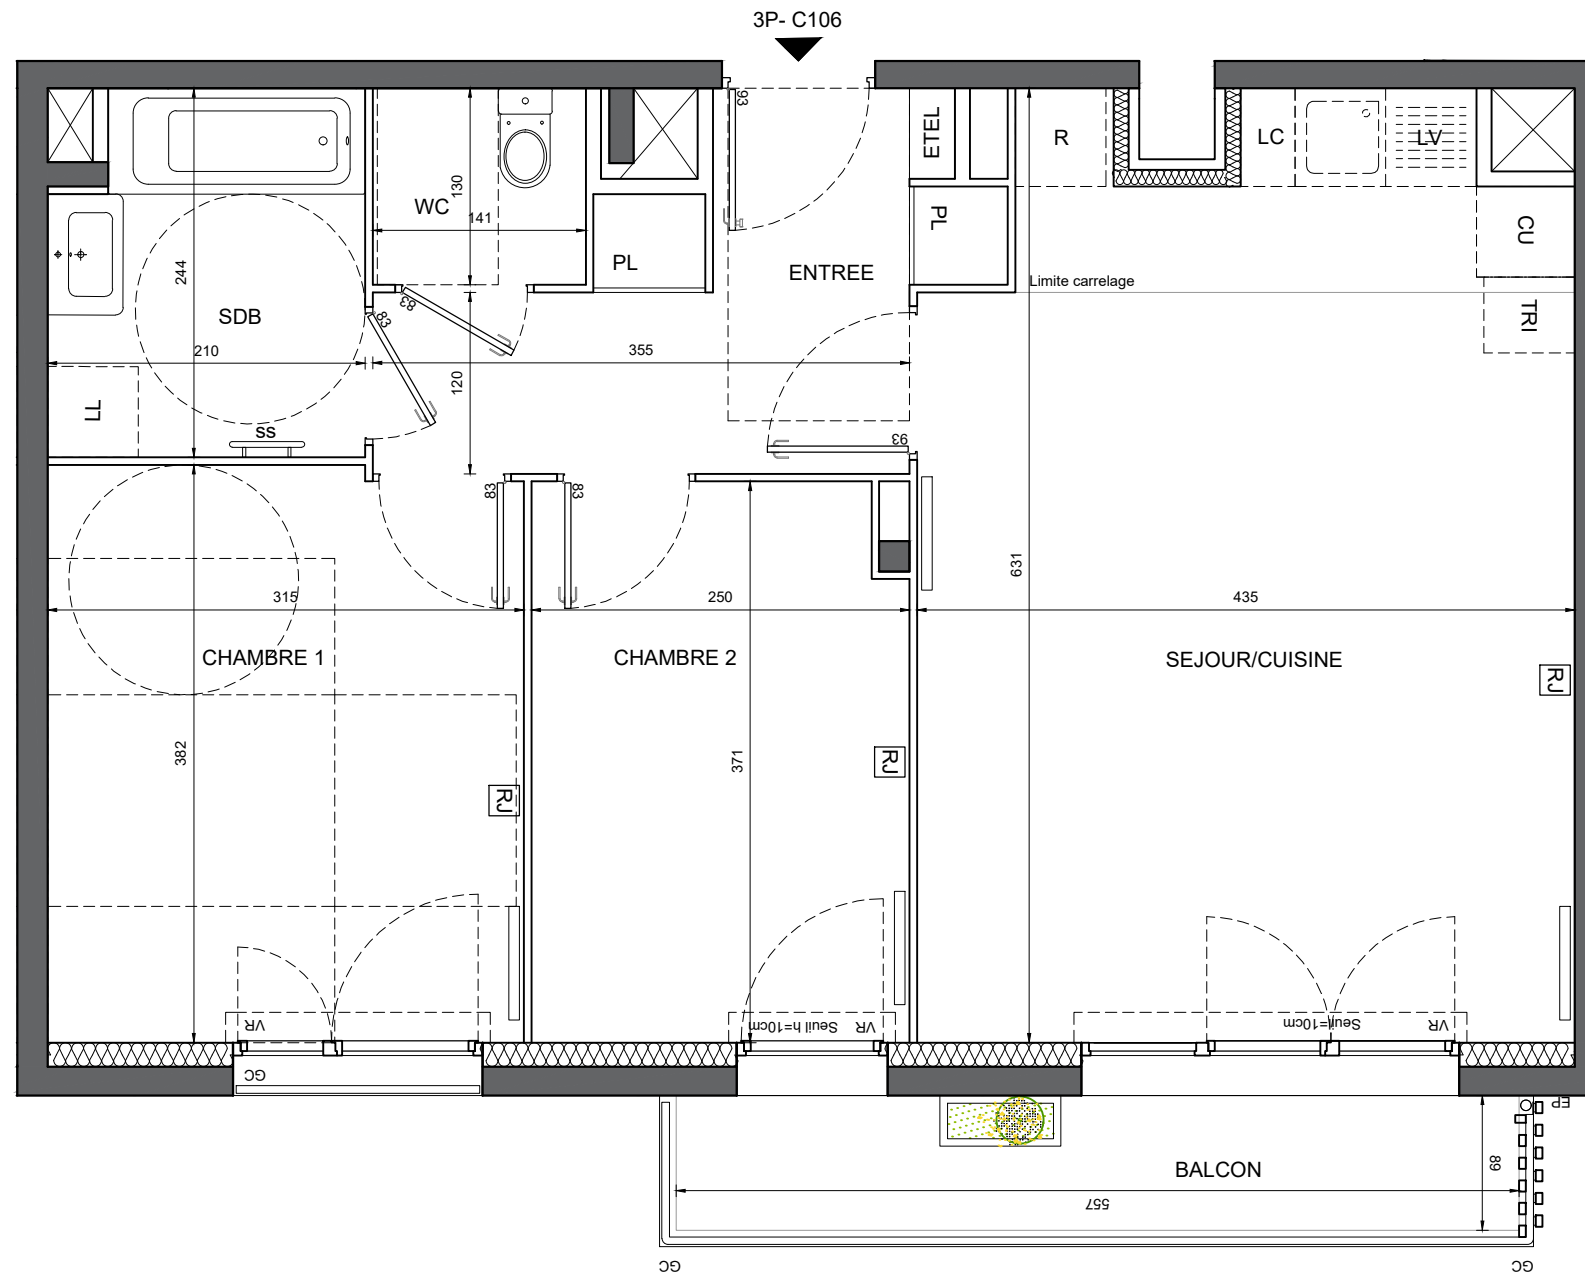 3P- C106
93
ETEL
R
LC
LV
WC
130
141
PL
PL
CU
ENTREE
244
Limite carrelage
SDB
83
83
TRI
210
355
120
LL
SS
93
83
83
631
315
250
435
CHAMBRE 1
CHAMBRE 2
SEJOUR/CUISINE
RJ
382
371
RJ
RJ
VR
Seuil h=10cm
VR
Seuil=10cm
VR
GC
EP
BALCON
89
557
GC
GC